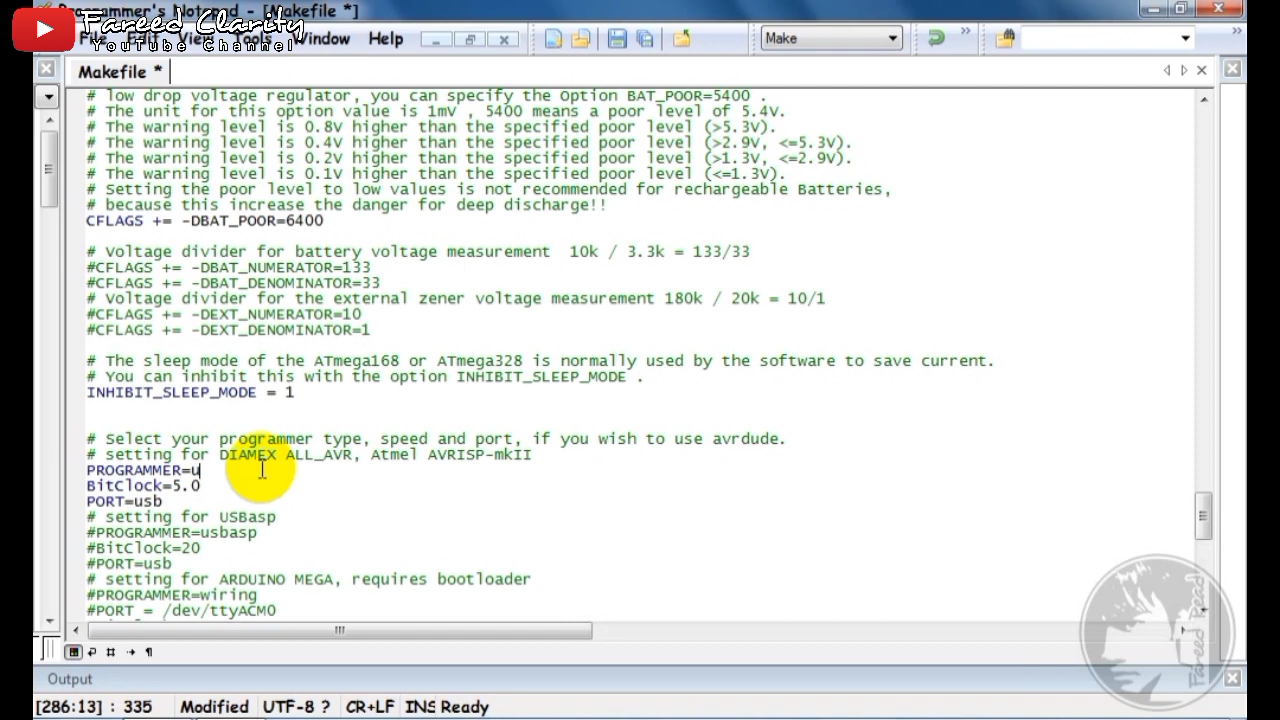 Programmer's Notepad - [Makefile *]
Fareed Clarity
YouTube Channel
File Edit View Tools Window Help
Make
Makefile *
# low drop voltage regulator, you can specify the Option BAT_POOR=5400 .
# The unit for this option value is 1mV , 5400 means a poor level of 5.4V.
# The warning level is 0.8V higher than the specified poor level (>5.3V).
# The warning level is 0.4V higher than the specified poor level (>2.9V, <=5.3V).
# The warning level is 0.2V higher than the specified poor level (>1.3V, <=2.9V).
# The warning level is 0.1V higher than the specified poor level (<=1.3V).
# Setting the poor level to low values is not recommended for rechargeable Batteries,
# because this increase the danger for deep discharge!!
CFLAGS += -DBAT_POOR=6400
# Voltage divider for battery voltage measurement  10k / 3.3k = 133/33
#CFLAGS += -DBAT_NUMERATOR=133
#CFLAGS += -DBAT_DENOMINATOR=33
# Voltage divider for the external zener voltage measurement 180k / 20k = 10/1
#CFLAGS += -DEXT_NUMERATOR=10
#CFLAGS += -DEXT_DENOMINATOR=1
# The sleep mode of the ATmega168 or ATmega328 is normally used by the software to save current.
# You can inhibit this with the option INHIBIT_SLEEP_MODE .
INHIBIT_SLEEP_MODE = 1
# Select your programmer type, speed and port, if you wish to use avrdude.
# setting for DIAMEX ALL_AVR, Atmel AVRISP-mkII
PROGRAMMER=u
BitClock=5.0
PORT=usb
# setting for USBasp
#PROGRAMMER=usbasp
#BitClock=20
#PORT=usb
# setting for ARDUINO MEGA, requires bootloader
#PROGRAMMER=wiring
#PORT = /dev/ttyACM0
Fareed Read
Output
[286:13] : 335 Modified UTF-8 ? CR+LF INS Ready